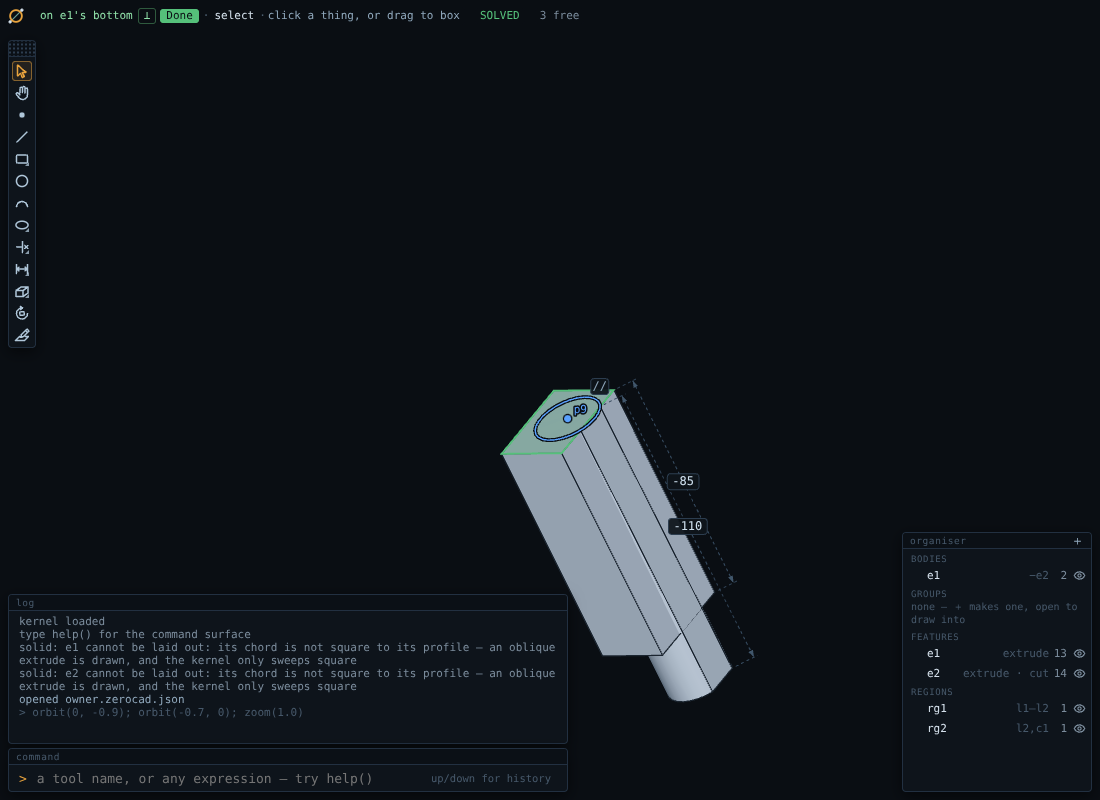 on e1's bottom ⊥ Done · select · click a thing, or drag to box SOLVED 3 free
//
p9
-85
-110
log
kernel loaded
type help() for the command surface
solid: e1 cannot be laid out: its chord is not square to its profile — an oblique
extrude is drawn, and the kernel only sweeps square
solid: e2 cannot be laid out: its chord is not square to its profile — an oblique
extrude is drawn, and the kernel only sweeps square
opened owner.zerocad.json
> orbit(0, -0.9); orbit(-0.7, 0); zoom(1.0)
command
> a tool name, or any expression — try help() up/down for history
organiser +
BODIES
e1 −e2 2
GROUPS
none — + makes one, open to
draw into
FEATURES
e1 extrude 13
e2 extrude · cut 14
REGIONS
rg1 l1–l2 1
rg2 l2,c1 1